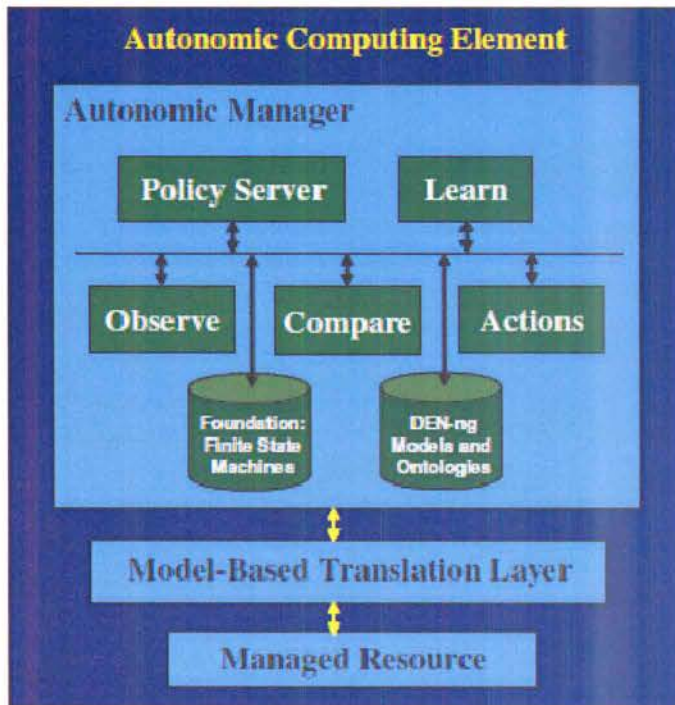 Autonomic Computing Element
Autonomic Manager
Policy Server
Learn
Observe
Compare
Actions
Foundation:
Finite State
Machines
DEN-ng
Models and
Ontologies
Model-Based Translation Layer
Managed Resource